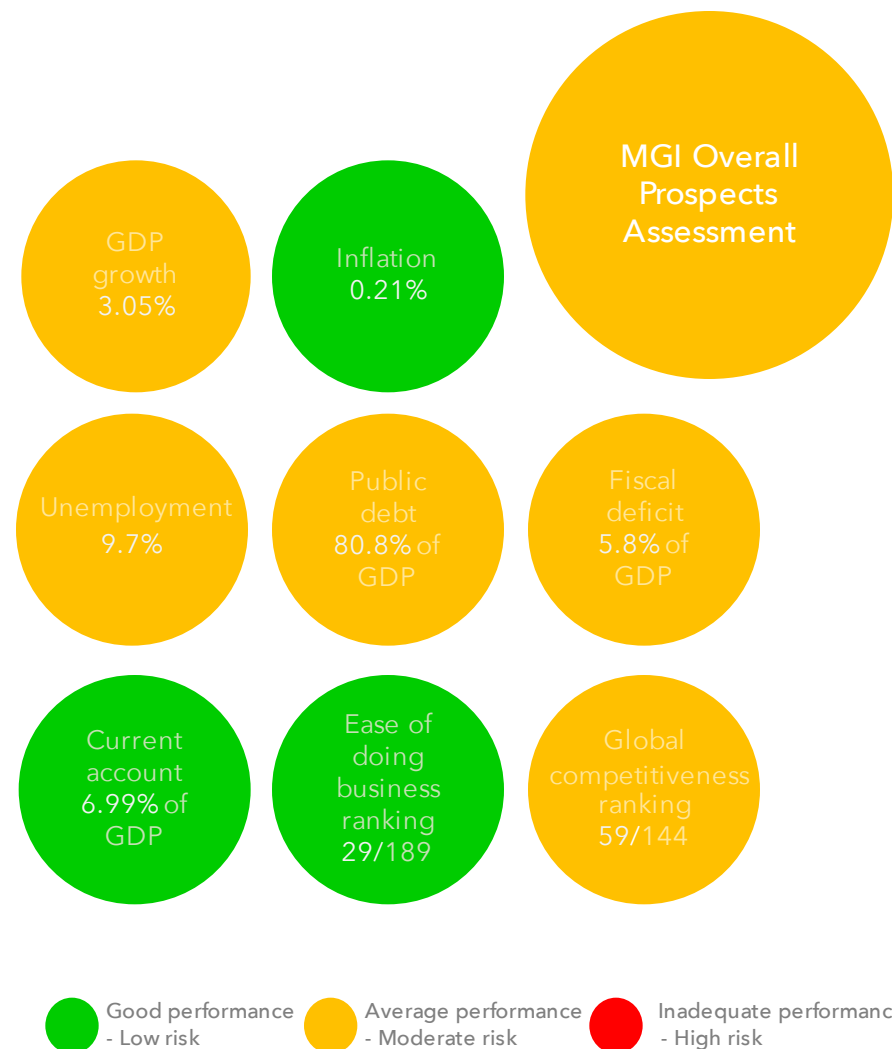 MGI Overall
Prospects
Assessment
GDP
growth
3.05%
Inflation
0.21%
Unemployment
9.7%
Public
debt
80.8% of
GDP
Fiscal
deficit
5.8% of
GDP
Current
account
6.99% of
GDP
Ease of
doing
business
ranking
29/189
Global
competitiveness
ranking
59/144
Good performance
- Low risk
Average performance
- Moderate risk
Inadequate performanc
- High risk